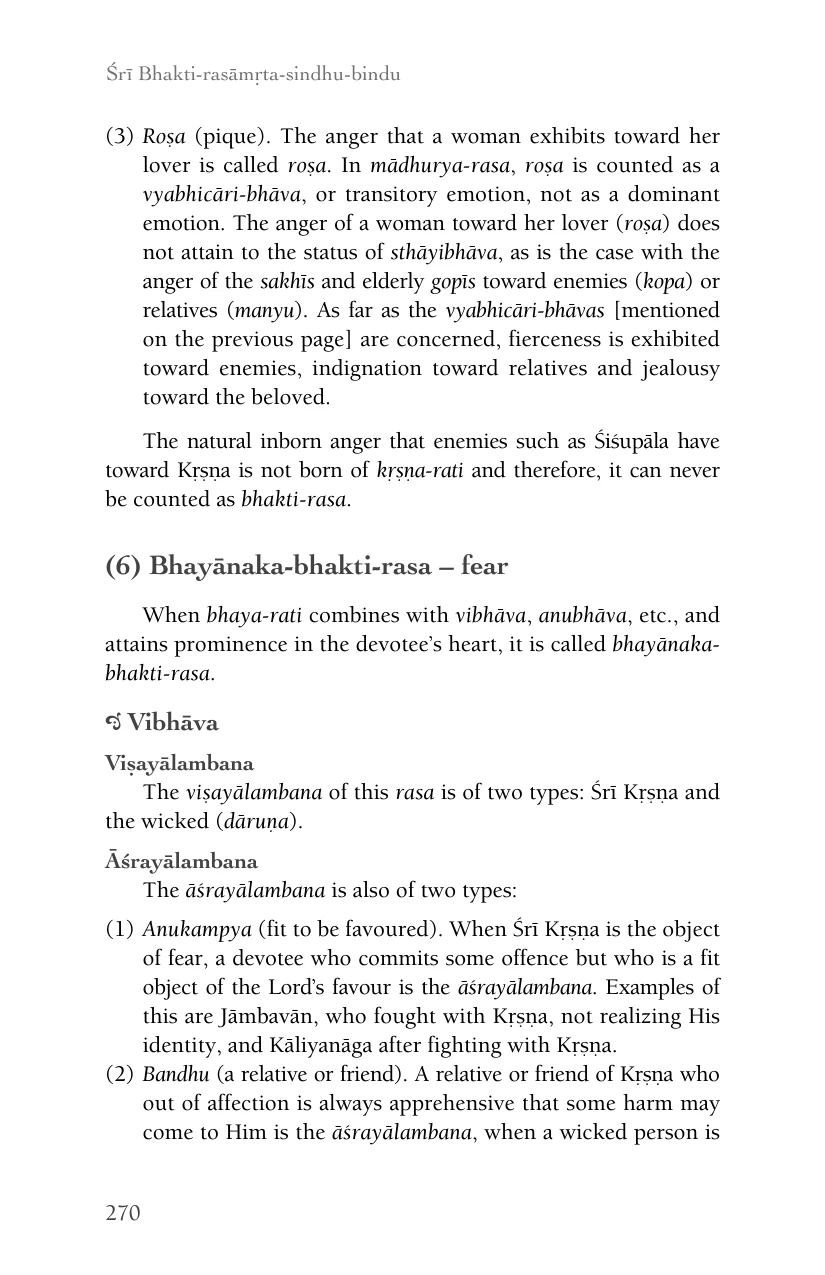 Śrī Bhakti-rasāmṛta-sindhu-bindu
(3) Roṣa (pique). The anger that a woman exhibits toward her
lover is called roṣa. In mādhurya-rasa, roṣa is counted as a
vyabhicāri-bhāva, or transitory emotion, not as a dominant
emotion. The anger of a woman toward her lover (roṣa) does
not attain to the status of sthāyibhāva, as is the case with the
anger of the sakhīs and elderly gopīs toward enemies (kopa) or
relatives (manyu). As far as the vyabhicāri-bhāvas [mentioned
on the previous page] are concerned, fierceness is exhibited
toward enemies, indignation toward relatives and jealousy
toward the beloved.
The natural inborn anger that enemies such as Śiśupāla have
toward Kṛṣṇa is not born of kṛṣṇa-rati and therefore, it can never
be counted as bhakti-rasa.
(6) Bhayānaka-bhakti-rasa – fear
When bhaya-rati combines with vibhāva, anubhāva, etc., and
attains prominence in the devotee’s heart, it is called bhayānaka-
bhakti-rasa.
Vibhāva
Viṣayālambana
The viṣayālambana of this rasa is of two types: Śrī Kṛṣṇa and
the wicked (dāruṇa).
Āśrayālambana
The āśrayālambana is also of two types:
(1) Anukampya (fit to be favoured). When Śrī Kṛṣṇa is the object
of fear, a devotee who commits some offence but who is a fit
object of the Lord’s favour is the āśrayālambana. Examples of
this are Jāmbavān, who fought with Kṛṣṇa, not realizing His
identity, and Kāliyanāga after fighting with Kṛṣṇa.
(2) Bandhu (a relative or friend). A relative or friend of Kṛṣṇa who
out of affection is always apprehensive that some harm may
come to Him is the āśrayālambana, when a wicked person is
270